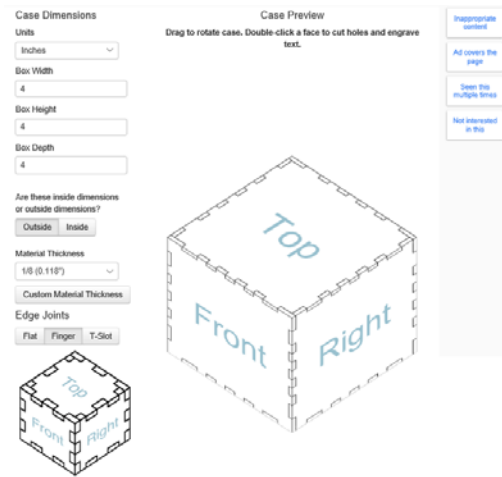 Case Dimensions
Units
Inches
Box Width
4
Box Height
4
Box Depth
4
Are these inside dimensions
or outside dimensions?
Outside Inside
Material Thickness
1/8 (0.118")
Custom Material Thickness
Edge Joints
Flat Finger T-Slot
Top
Front Right
Case Preview
Drag to rotate case. Double-click a face to cut holes and engrave
text.
Top
Front Right
Inappropriate
content
Ad covers the
page
Seen this
multiple times
Not interested
in this